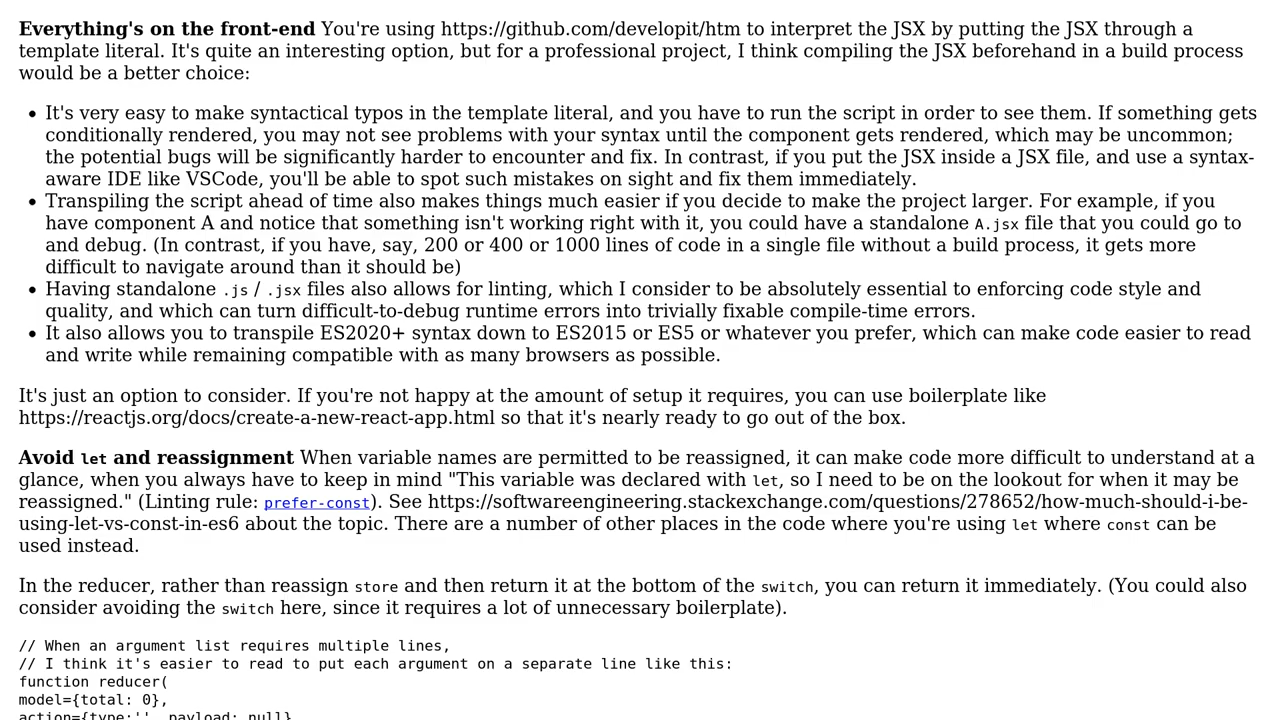 Everything's on the front-end You're using https://github.com/developit/htm to interpret the JSX by putting the JSX through a
template literal. It's quite an interesting option, but for a professional project, I think compiling the JSX beforehand in a build process
would be a better choice:
• It's very easy to make syntactical typos in the template literal, and you have to run the script in order to see them. If something gets
conditionally rendered, you may not see problems with your syntax until the component gets rendered, which may be uncommon;
the potential bugs will be significantly harder to encounter and fix. In contrast, if you put the JSX inside a JSX file, and use a syntax-
aware IDE like VSCode, you'll be able to spot such mistakes on sight and fix them immediately.
• Transpiling the script ahead of time also makes things much easier if you decide to make the project larger. For example, if you
have component A and notice that something isn't working right with it, you could have a standalone A.jsx file that you could go to
and debug. (In contrast, if you have, say, 200 or 400 or 1000 lines of code in a single file without a build process, it gets more
difficult to navigate around than it should be)
• Having standalone .js / .jsx files also allows for linting, which I consider to be absolutely essential to enforcing code style and
quality, and which can turn difficult-to-debug runtime errors into trivially fixable compile-time errors.
• It also allows you to transpile ES2020+ syntax down to ES2015 or ES5 or whatever you prefer, which can make code easier to read
and write while remaining compatible with as many browsers as possible.
It's just an option to consider. If you're not happy at the amount of setup it requires, you can use boilerplate like
https://reactjs.org/docs/create-a-new-react-app.html so that it's nearly ready to go out of the box.
Avoid let and reassignment When variable names are permitted to be reassigned, it can make code more difficult to understand at a
glance, when you always have to keep in mind "This variable was declared with let, so I need to be on the lookout for when it may be
reassigned." (Linting rule: prefer-const). See https://softwareengineering.stackexchange.com/questions/278652/how-much-should-i-be-
using-let-vs-const-in-es6 about the topic. There are a number of other places in the code where you're using let where const can be
used instead.
In the reducer, rather than reassign store and then return it at the bottom of the switch, you can return it immediately. (You could also
consider avoiding the switch here, since it requires a lot of unnecessary boilerplate).
// When an argument list requires multiple lines,
// I think it's easier to read to put each argument on a separate line like this:
function reducer(
model={total: 0},
action={type:'', payload: null}